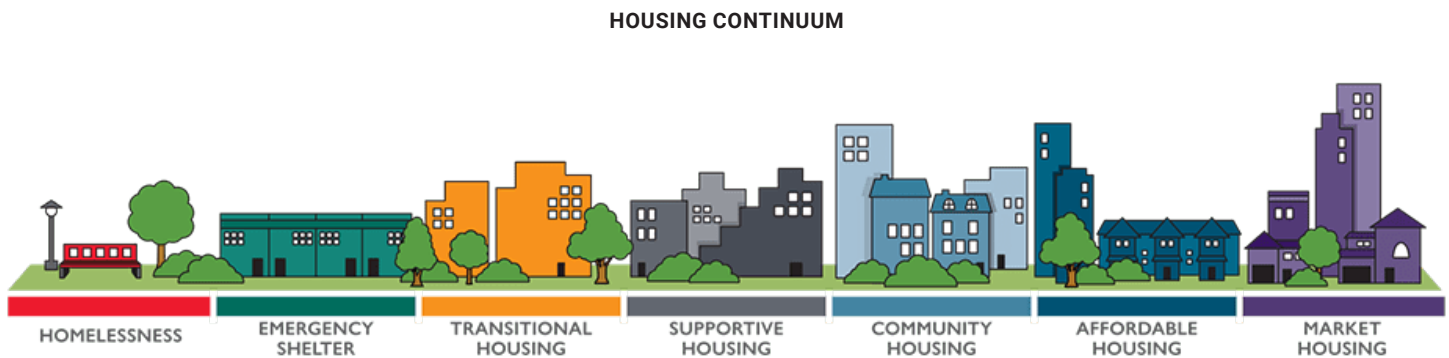 HOUSING CONTINUUM
HOMELESSNESS
EMERGENCY
SHELTER
TRANSITIONAL
HOUSING
SUPPORTIVE
HOUSING
COMMUNITY
HOUSING
AFFORDABLE
HOUSING
MARKET
HOUSING